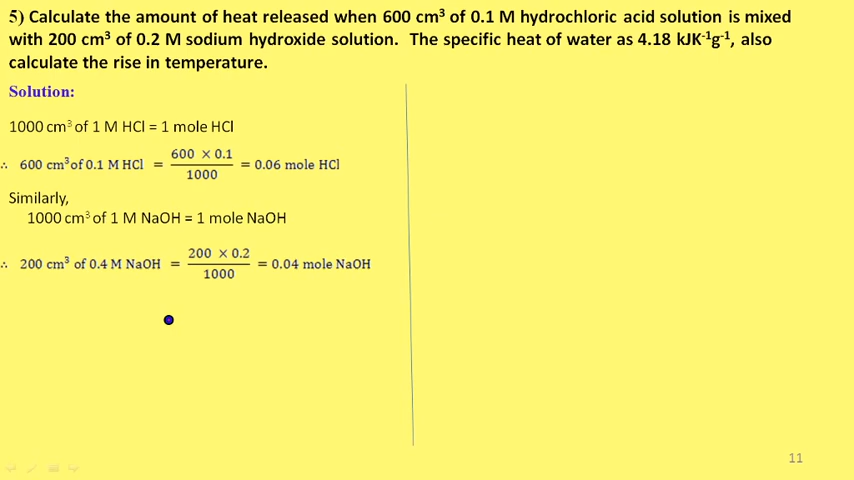 5) Calculate the amount of heat released when 600 cm³ of 0.1 M hydrochloric acid solution is mixed
with 200 cm³ of 0.2 M sodium hydroxide solution. The specific heat of water as 4.18 kJK⁻¹g⁻¹, also
calculate the rise in temperature.
Solution:
1000 cm³ of 1 M HCl = 1 mole HCl
∴ 600 cm³of 0.1 M HCl = 600 × 0.1 / 1000 = 0.06 mole HCl
Similarly,
1000 cm³ of 1 M NaOH = 1 mole NaOH
∴ 200 cm³ of 0.4 M NaOH = 200 × 0.2 / 1000 = 0.04 mole NaOH
11